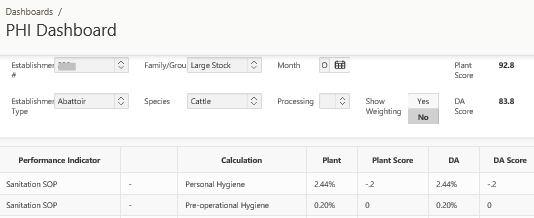 Dashboards /
PHI Dashboard
Establishmer Family/Grou Large Stock Month O Plant 92.8
# Score
Establishmer Abattoir Species Cattle Processing Show Yes DA 83.8
Type Weighting No Score
Performance Indicator Calculation Plant Plant Score DA DA Score
Sanitation SOP - Personal Hygiene 2.44% -.2 2.44% -.2
Sanitation SOP - Pre-operational Hygiene 0.20% 0 0.20% 0